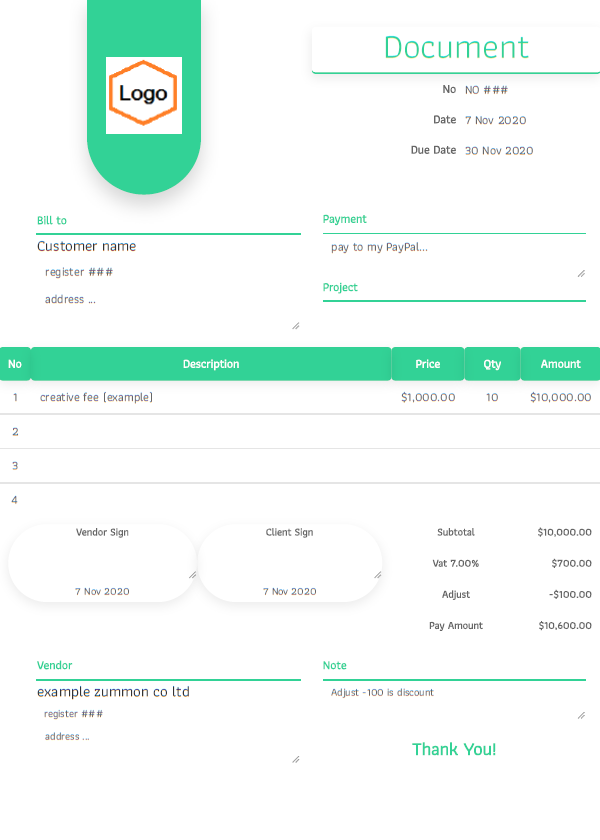 Logo
Document
No NO ###
Date 7 Nov 2020
Due Date 30 Nov 2020
Bill to
Customer name
register ###
address ...
Payment
pay to my PayPal...
Project
No Description Price Qty Amount
1 creative fee [example] $1,000.00 10 $10,000.00
2
3
4
Vendor Sign
7 Nov 2020
Client Sign
7 Nov 2020
Subtotal $10,000.00
Vat 7.00% $700.00
Adjust -$100.00
Pay Amount $10,600.00
Vendor
example zummon co ltd
register ###
address ...
Note
Adjust -100 is discount
Thank You!